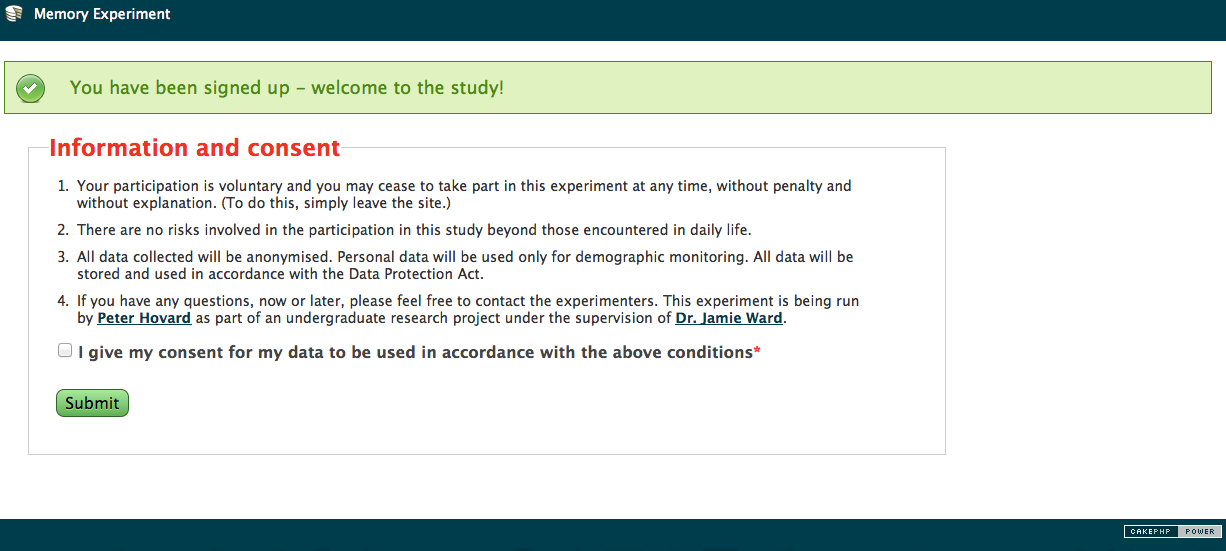 Memory Experiment
You have been signed up – welcome to the study!
Information and consent
1. Your participation is voluntary and you may cease to take part in this experiment at any time, without penalty and
without explanation. (To do this, simply leave the site.)
2. There are no risks involved in the participation in this study beyond those encountered in daily life.
3. All data collected will be anonymised. Personal data will be used only for demographic monitoring. All data will be
stored and used in accordance with the Data Protection Act.
4. If you have any questions, now or later, please feel free to contact the experimenters. This experiment is being run
by Peter Hovard as part of an undergraduate research project under the supervision of Dr. Jamie Ward.
I give my consent for my data to be used in accordance with the above conditions*
Submit
CAKEPHP POWER